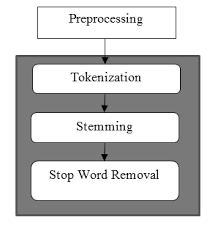 Preprocessing
Tokenization
Stemming
Stop Word Removal